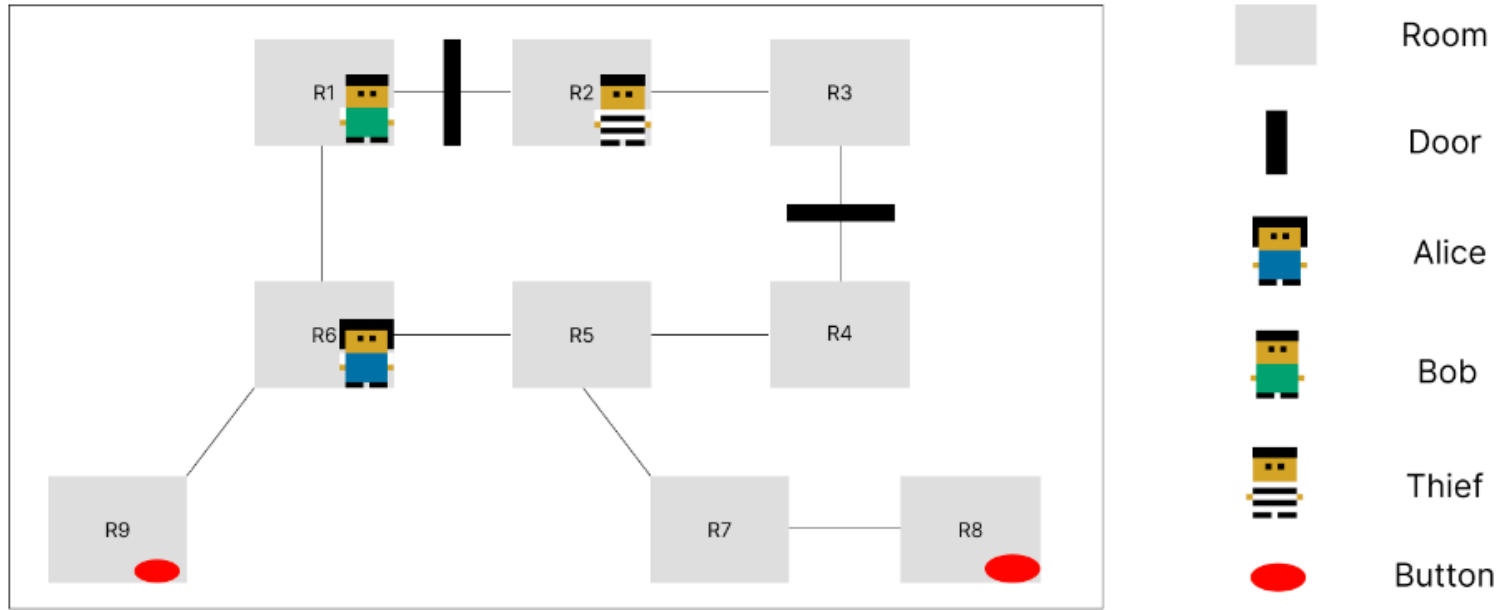 R1
R2
R3
Room
Door
Alice
R6
R5
R4
Bob
Thief
R9
R7
R8
Button